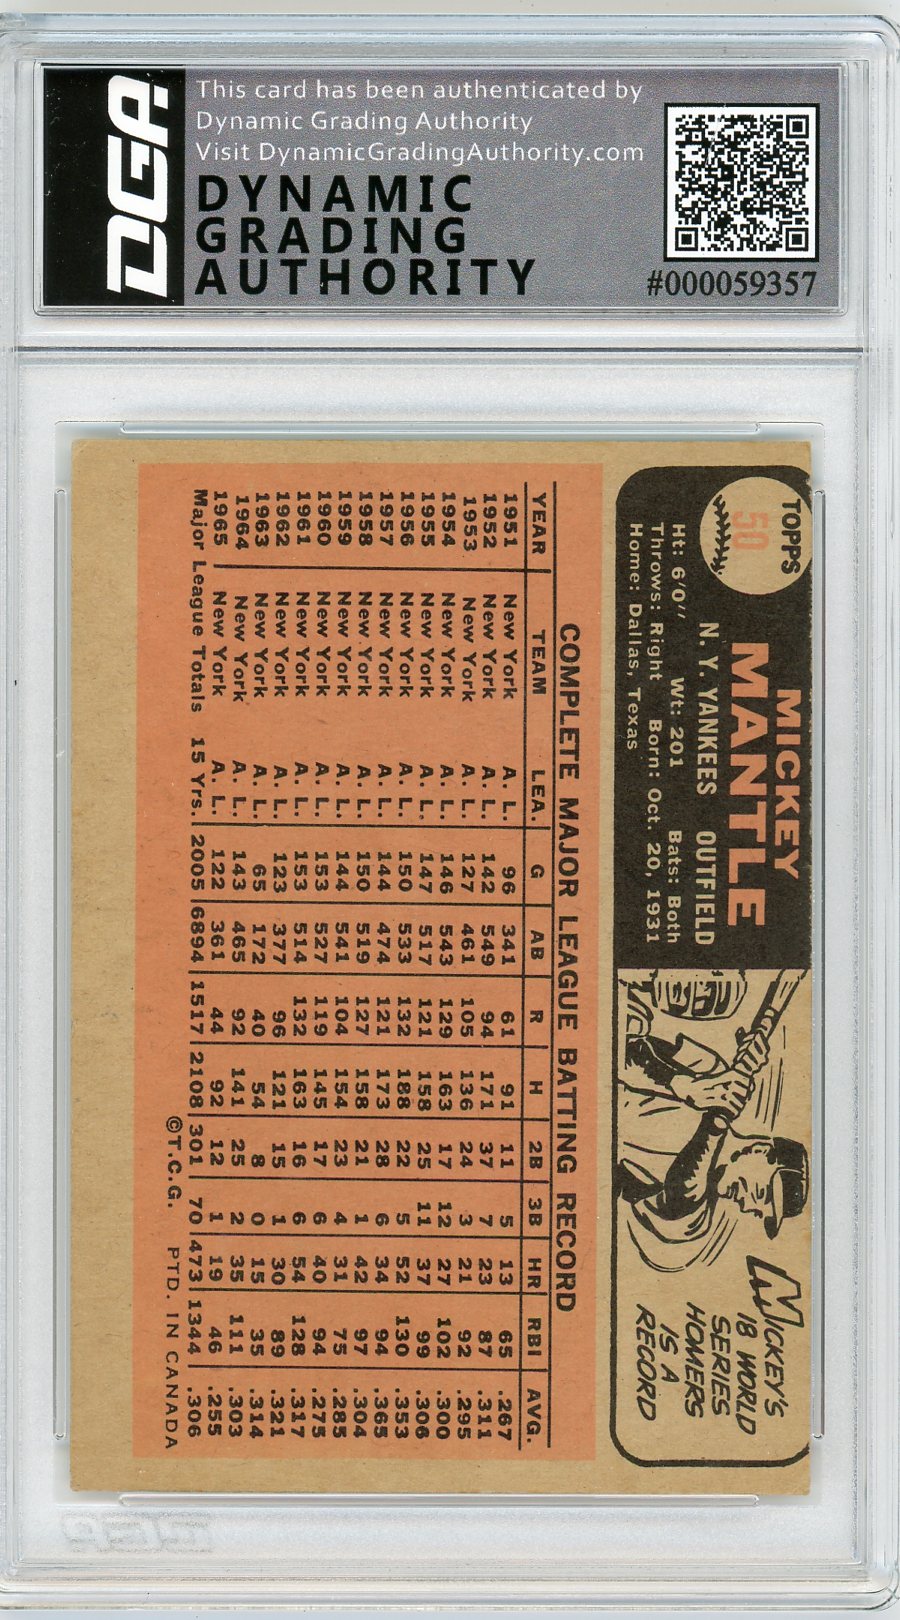 DGA
This card has been authenticated by
Dynamic Grading Authority
Visit DynamicGradingAuthority.com
DYNAMIC
GRADING
AUTHORITY
#000059357
TOPPS
50
MICKEY
MANTLE
N. Y. YANKEES OUTFIELD
Ht: 6'0" Wt: 201 Bats: Both
Throws: Right Born: Oct. 20, 1931
Home: Dallas, Texas
MICKEY'S
18 WORLD
SERIES
HOMERS
IS A
RECORD
COMPLETE MAJOR LEAGUE BATTING RECORD
YEAR TEAM LEA. G AB R H 2B 3B HR RBI AVG.
1951 New York A. L. 96 341 61 91 11 5 13 65 .267
1952 New York A. L. 142 549 94 171 37 7 23 87 .311
1953 New York A. L. 127 461 105 136 24 3 21 92 .295
1954 New York A. L. 146 543 129 163 17 12 27 102 .300
1955 New York A. L. 147 517 121 158 25 11 37 99 .306
1956 New York A. L. 150 533 132 188 22 5 52 130 .353
1957 New York A. L. 144 474 121 173 28 6 34 94 .365
1958 New York A. L. 150 519 127 158 21 1 42 97 .304
1959 New York A. L. 144 541 104 154 23 4 31 75 .285
1960 New York A. L. 153 527 119 145 17 6 40 94 .275
1961 New York A. L. 153 514 132 163 16 6 54 128 .317
1962 New York A. L. 123 377 96 121 15 1 30 89 .321
1963 New York A. L. 65 172 40 54 8 0 15 35 .314
1964 New York A. L. 143 465 92 141 25 2 35 111 .303
1965 New York A. L. 122 361 44 92 12 1 19 46 .255
Major League Totals 15 Yrs. 2005 6894 1517 2108 301 70 473 1344 .306
©T.C.G. PTD. IN CANADA